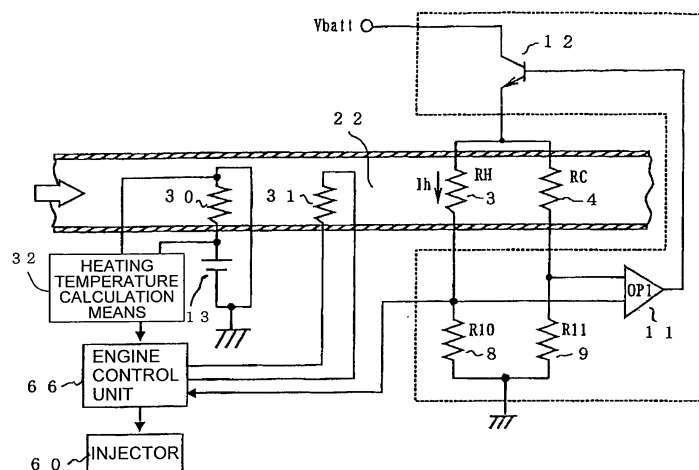 Vbatt
1 2
2 2
3 0
3 1
Ih
RH
3
RC
4
3 2
HEATING
TEMPERATURE
CALCULATION
MEANS
1 3
OP1
1 1
R10
8
R11
9
6 6
ENGINE
CONTROL
UNIT
6 0
INJECTOR